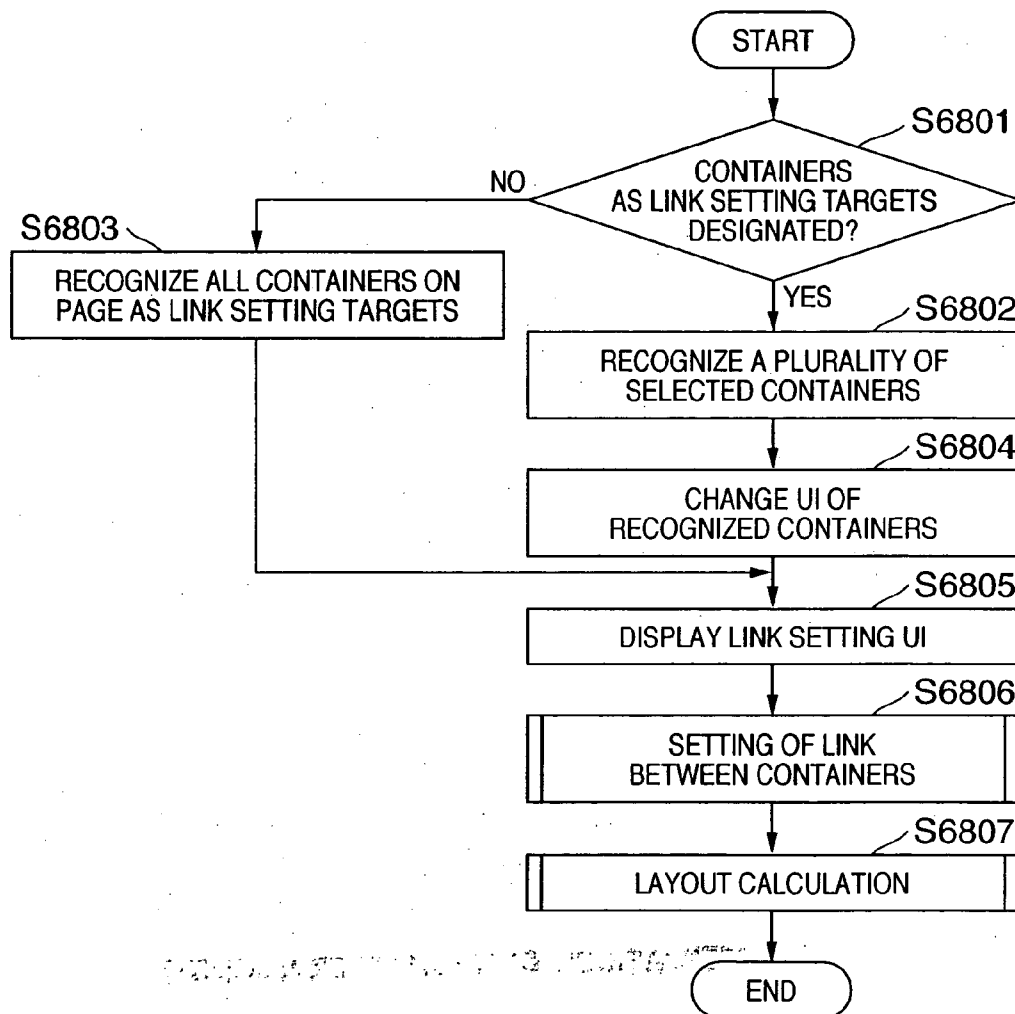 START
S6801
CONTAINERS
AS LINK SETTING TARGETS
DESIGNATED?
NO
YES
S6803
RECOGNIZE ALL CONTAINERS ON
PAGE AS LINK SETTING TARGETS
S6802
RECOGNIZE A PLURALITY OF
SELECTED CONTAINERS
S6804
CHANGE UI OF
RECOGNIZED CONTAINERS
S6805
DISPLAY LINK SETTING UI
S6806
SETTING OF LINK
BETWEEN CONTAINERS
S6807
LAYOUT CALCULATION
END